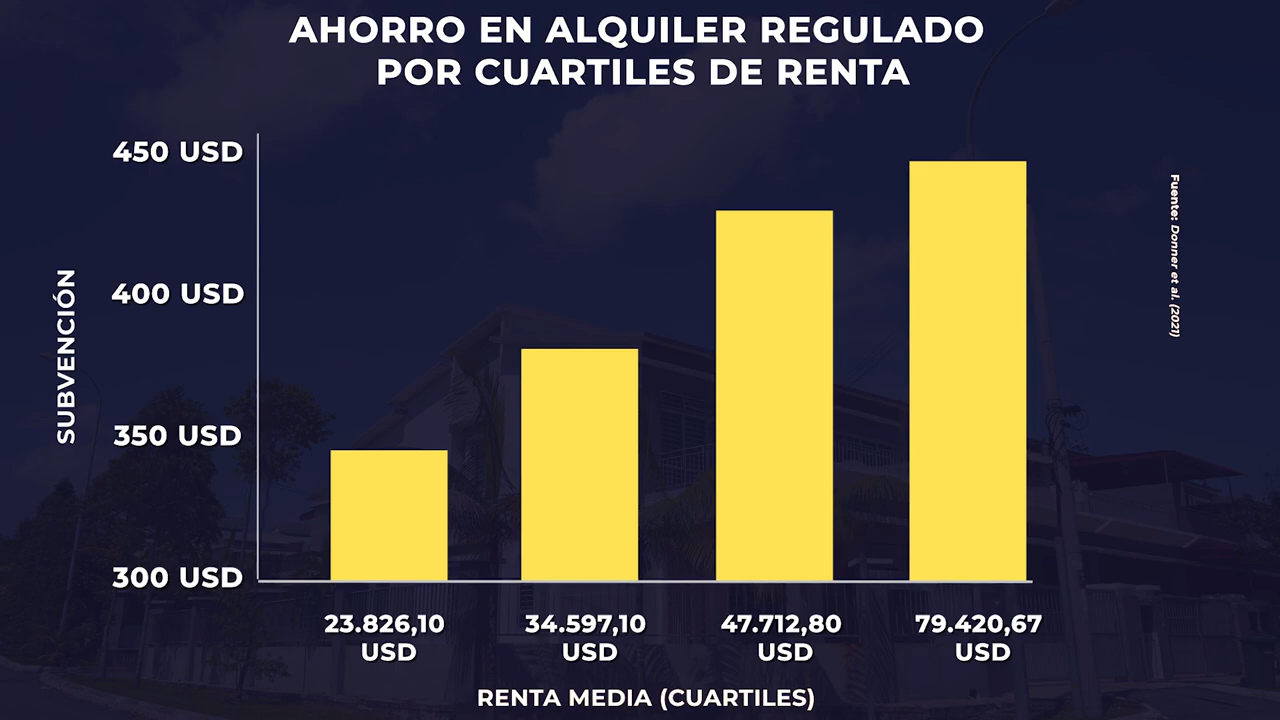 AHORRO EN ALQUILER REGULADO
POR CUARTILES DE RENTA
450 USD
400 USD
350 USD
300 USD
SUBVENCIÓN
23.826,10
USD
34.597,10
USD
47.712,80
USD
79.420,67
USD
RENTA MEDIA (CUARTILES)
Fuente: Donner et al. (2021)